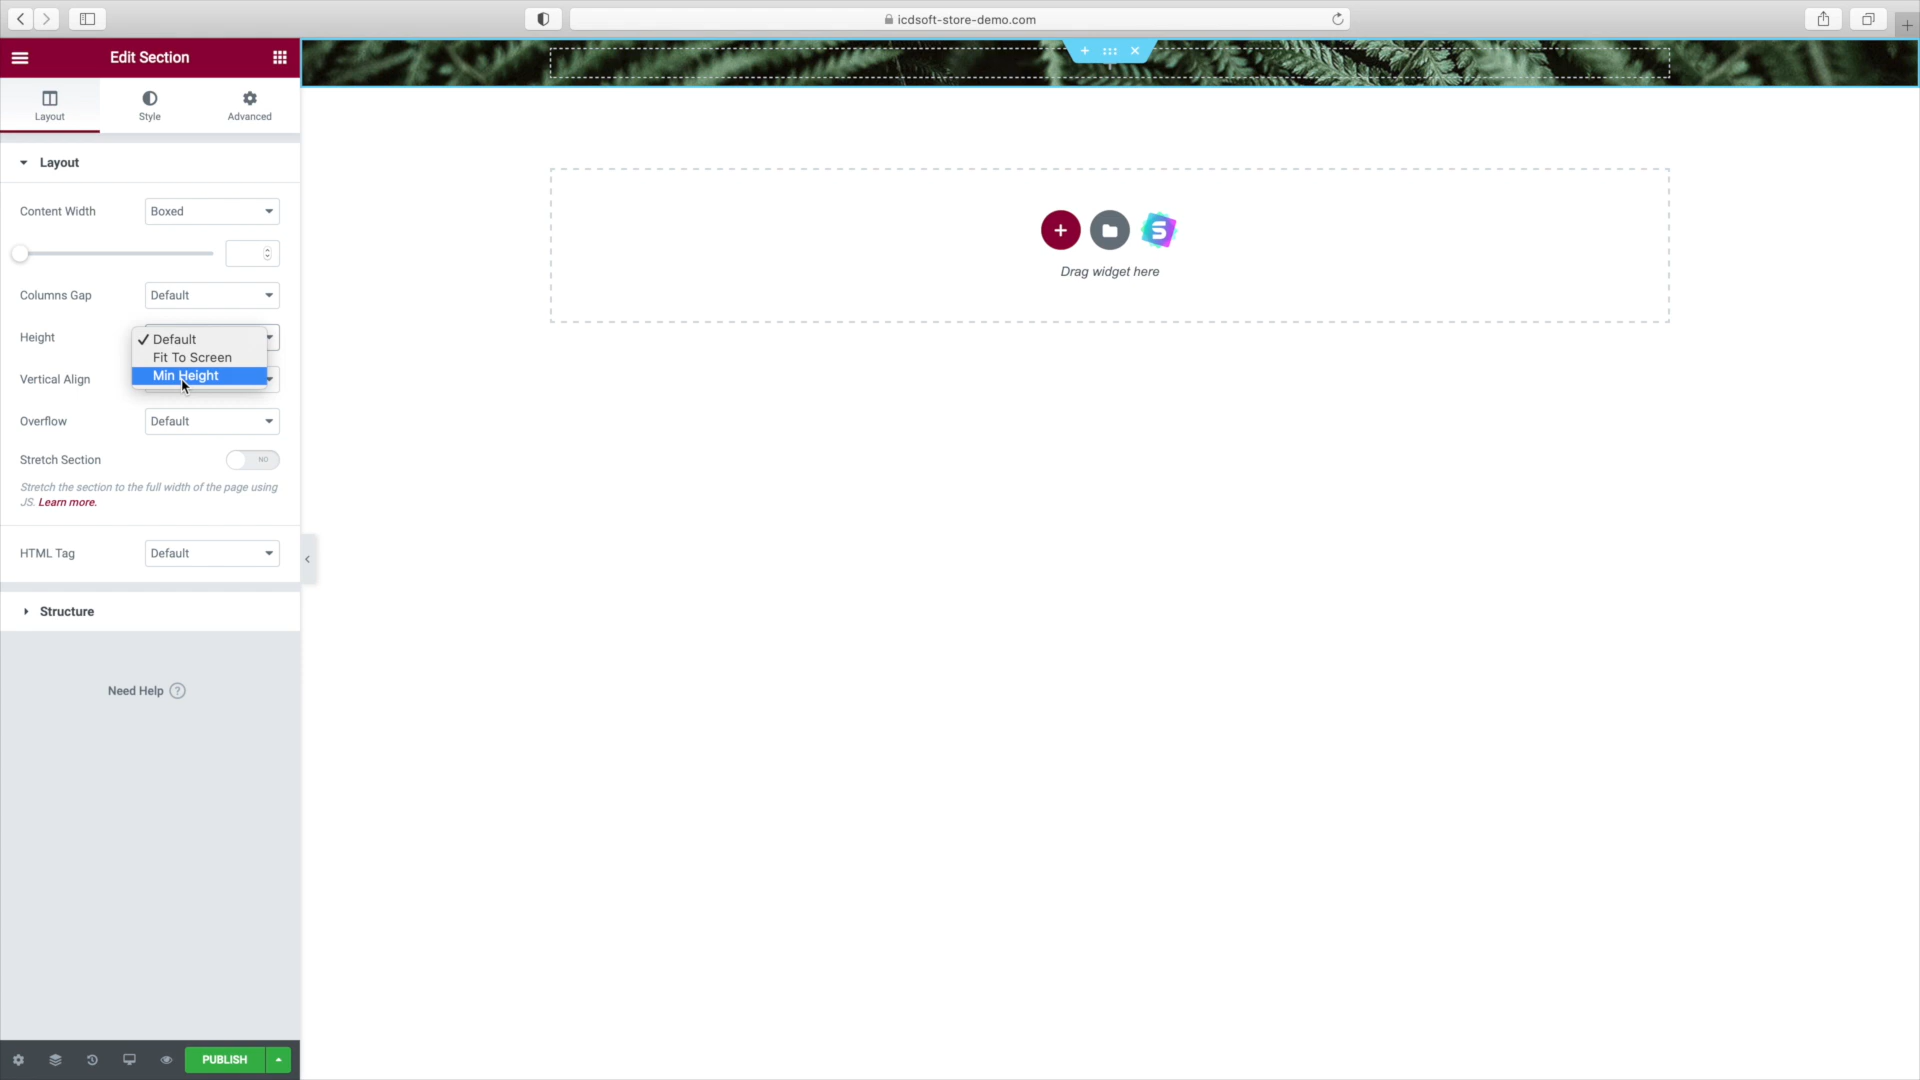 icdsoft-store-demo.com
Edit Section
Layout
Style
Advanced
Layout
Content Width
Boxed
Columns Gap
Default
Height
Default
Fit To Screen
Min Height
Vertical Align
Overflow
Default
Stretch Section
NO
Stretch the section to the full width of the page using
JS. Learn more.
HTML Tag
Default
Structure
Need Help ?
PUBLISH
Drag widget here